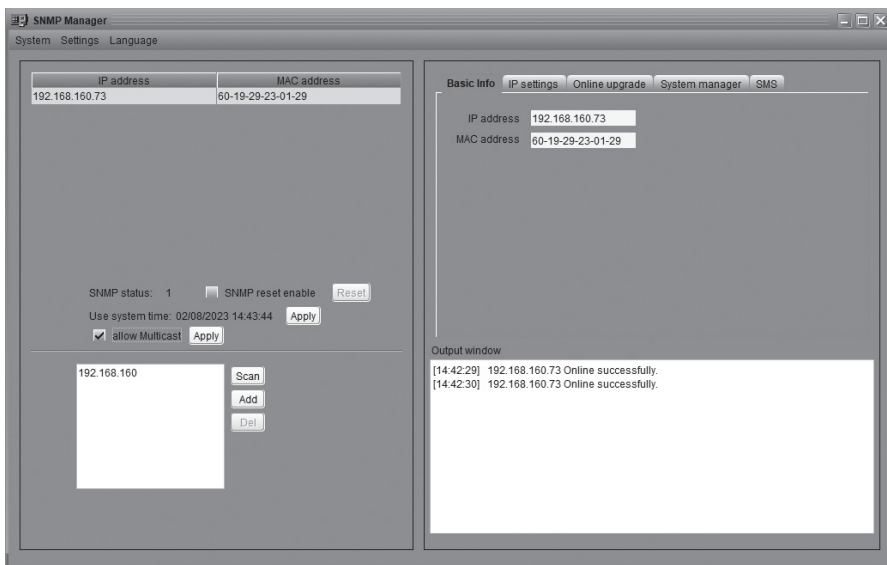 SNMP Manager
System Settings Language
IP address MAC address
192.168.160.73 60-19-29-23-01-29
SNMP status: 1 SNMP reset enable Reset
Use system time: 02/08/2023 14:43:44 Apply
allow Multicast Apply
192.168.160
Scan
Add
Del
Basic Info IP settings Online upgrade System manager SMS
IP address 192.168.160.73
MAC address 60-19-29-23-01-29
Output window
[14:42:29] 192.168.160.73 Online successfully.
[14:42:30] 192.168.160.73 Online successfully.